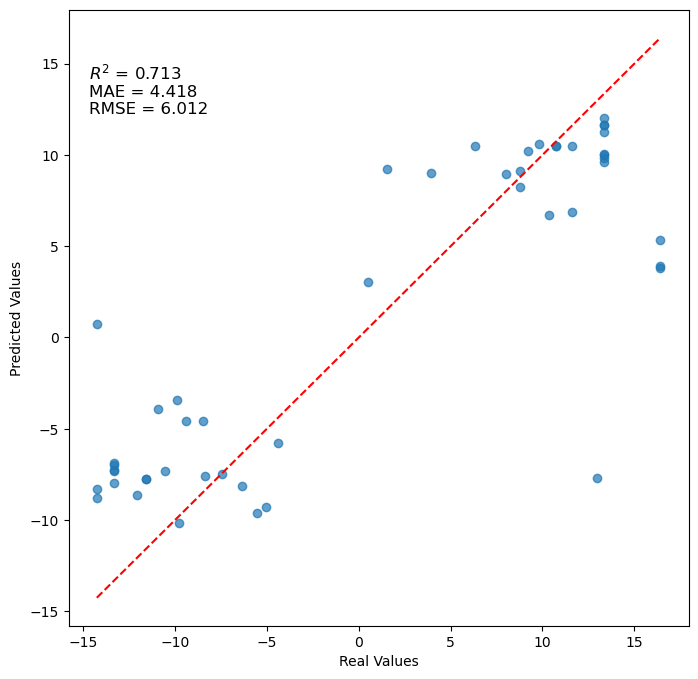 R² = 0.713
MAE = 4.418
RMSE = 6.012
15
10
5
0
−5
−10
−15
Predicted Values
−15 −10 −5 0 5 10 15
Real Values